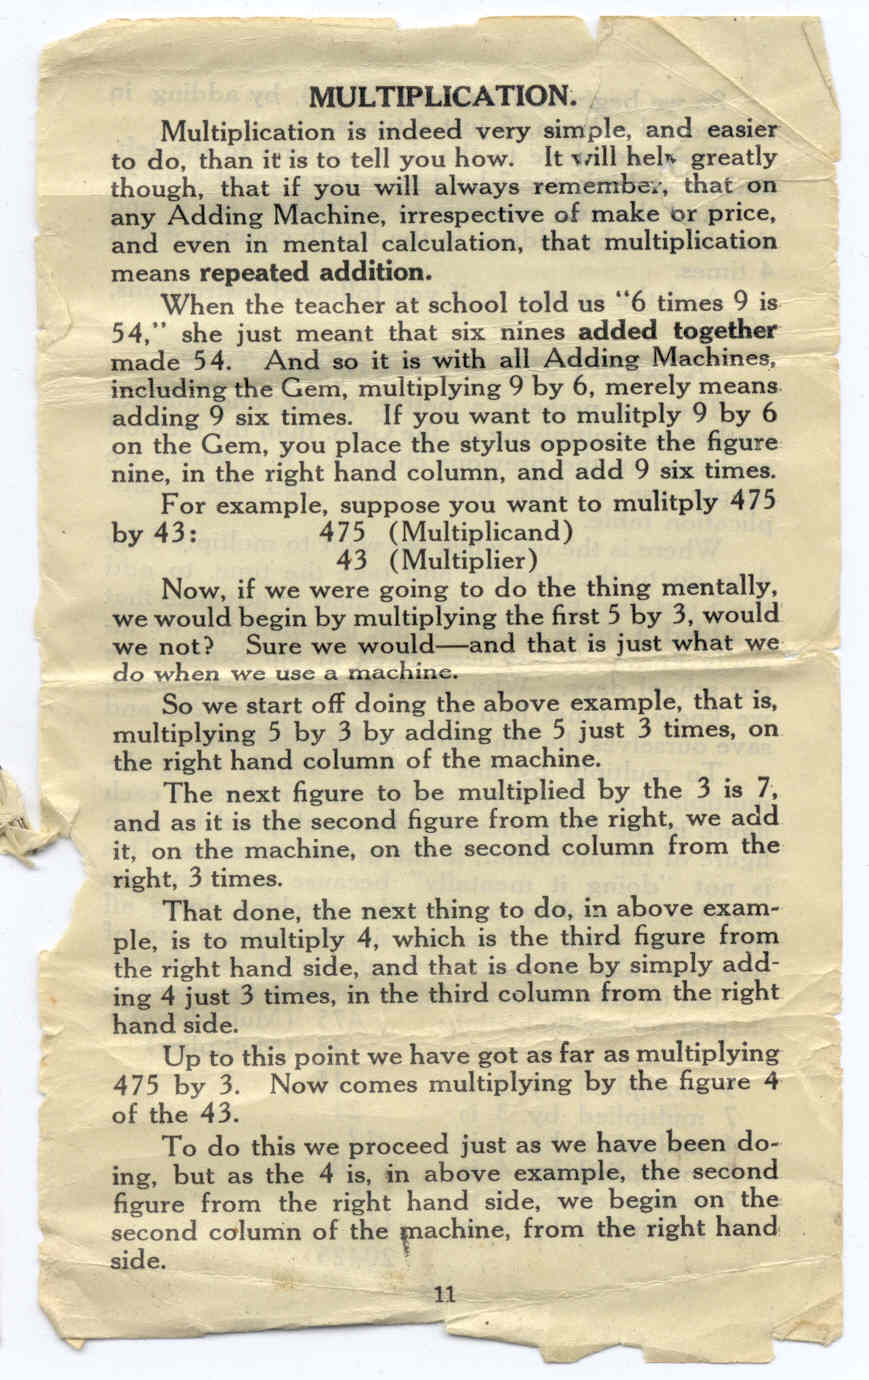 MULTIPLICATION.
Multiplication is indeed very simple, and easier
to do, than it is to tell you how. It will help greatly
though, that if you will always remember, that on
any Adding Machine, irrespective of make or price,
and even in mental calculation, that multiplication
means repeated addition.
When the teacher at school told us "6 times 9 is
54," she just meant that six nines added together
made 54. And so it is with all Adding Machines,
including the Gem, multiplying 9 by 6, merely means
adding 9 six times. If you want to mulitply 9 by 6
on the Gem, you place the stylus opposite the figure
nine, in the right hand column, and add 9 six times.
For example, suppose you want to mulitply 475
by 43: 475 (Multiplicand)
43 (Multiplier)
Now, if we were going to do the thing mentally,
we would begin by multiplying the first 5 by 3, would
we not? Sure we would—and that is just what we
do when we use a machine.
So we start off doing the above example, that is,
multiplying 5 by 3 by adding the 5 just 3 times, on
the right hand column of the machine.
The next figure to be multiplied by the 3 is 7,
and as it is the second figure from the right, we add
it, on the machine, on the second column from the
right, 3 times.
That done, the next thing to do, in above exam-
ple, is to multiply 4, which is the third figure from
the right hand side, and that is done by simply add-
ing 4 just 3 times, in the third column from the right
hand side.
Up to this point we have got as far as multiplying
475 by 3. Now comes multiplying by the figure 4
of the 43.
To do this we proceed just as we have been do-
ing, but as the 4 is, in above example, the second
figure from the right hand side, we begin on the
second column of the machine, from the right hand
side.
11